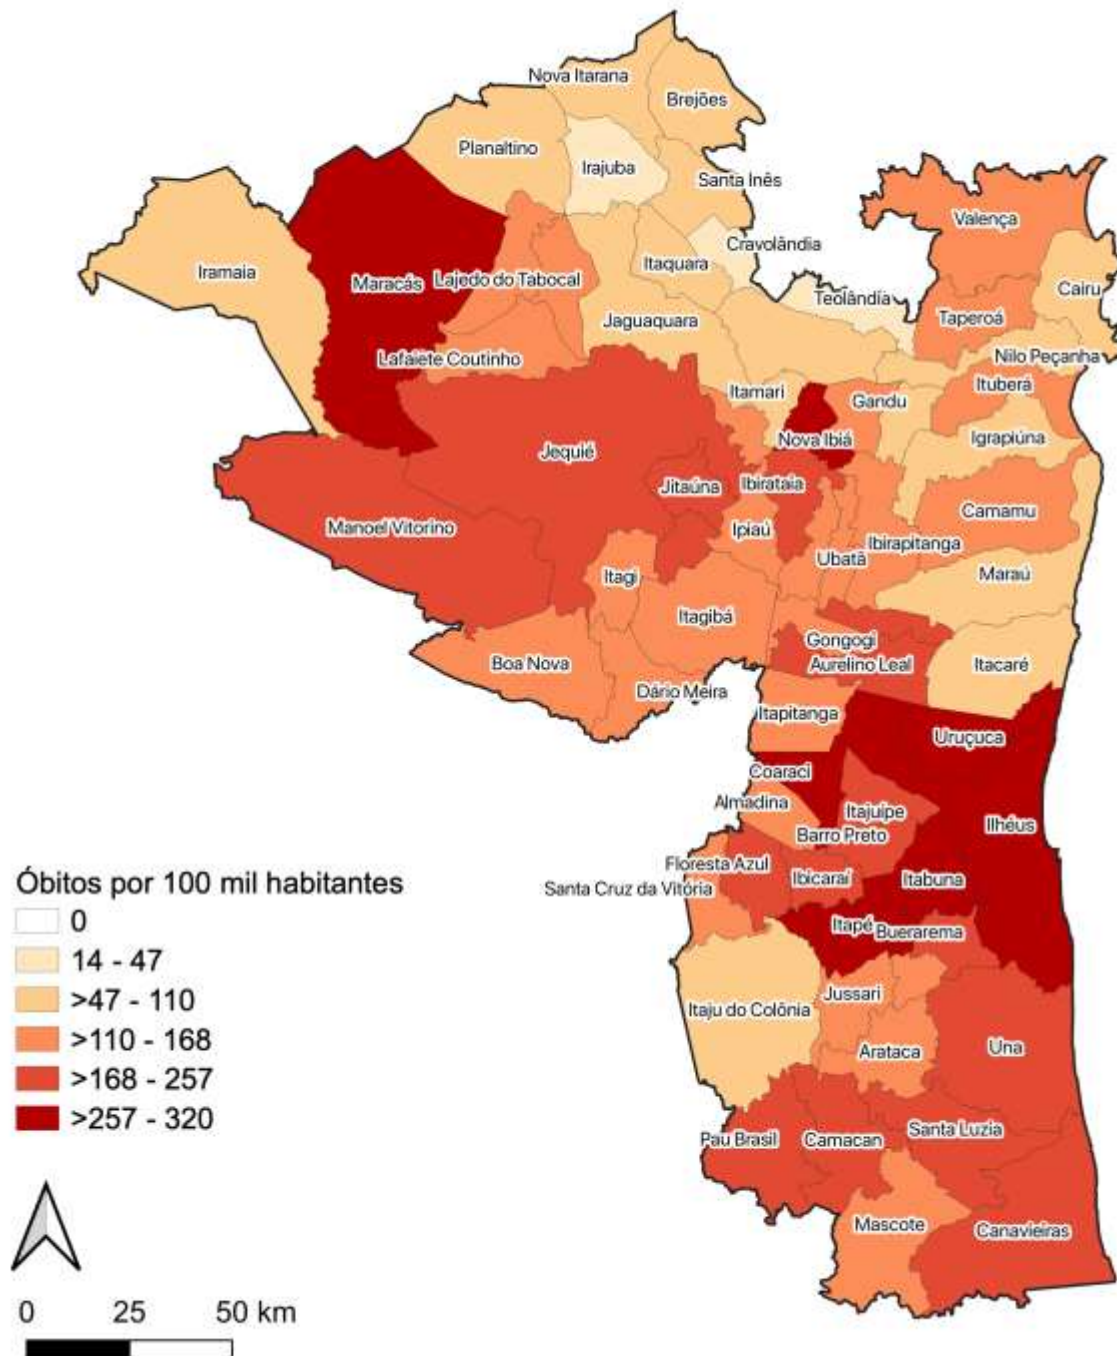 Nova Itarana
Brejões
Planaltino
Irajuba
Santa Inês
Valença
Cravolândia
Itaquara
Iramaia
Maracás
Lajedo do Tabocal
Teolândia
Cairu
Taperoá
Jaguaquara
Lafaiete Coutinho
Nilo Peçanha
Itamari
Ituberá
Gandu
Nova Ibiá
Igrapiúna
Jequié
Jitaúna
Ibirataia
Camamu
Manoel Vitorino
Ipiaú
Ibirapitanga
Ubatã
Maraú
Itagi
Itagibá
Gongogi
Boa Nova
Aurelino Leal
Itacaré
Dário Meira
Itapitanga
Uruçuca
Coaraci
Almadina
Itajuípe
Ilhéus
Barro Preto
Floresta Azul
Ibicaraí
Itabuna
Santa Cruz da Vitória
Itapé
Buerarema
Jussari
Itaju do Colônia
Arataca
Una
Santa Luzia
Pau Brasil
Camacan
Mascote
Canavieiras
Óbitos por 100 mil habitantes
0
14 - 47
>47 - 110
>110 - 168
>168 - 257
>257 - 320
0 25 50 km